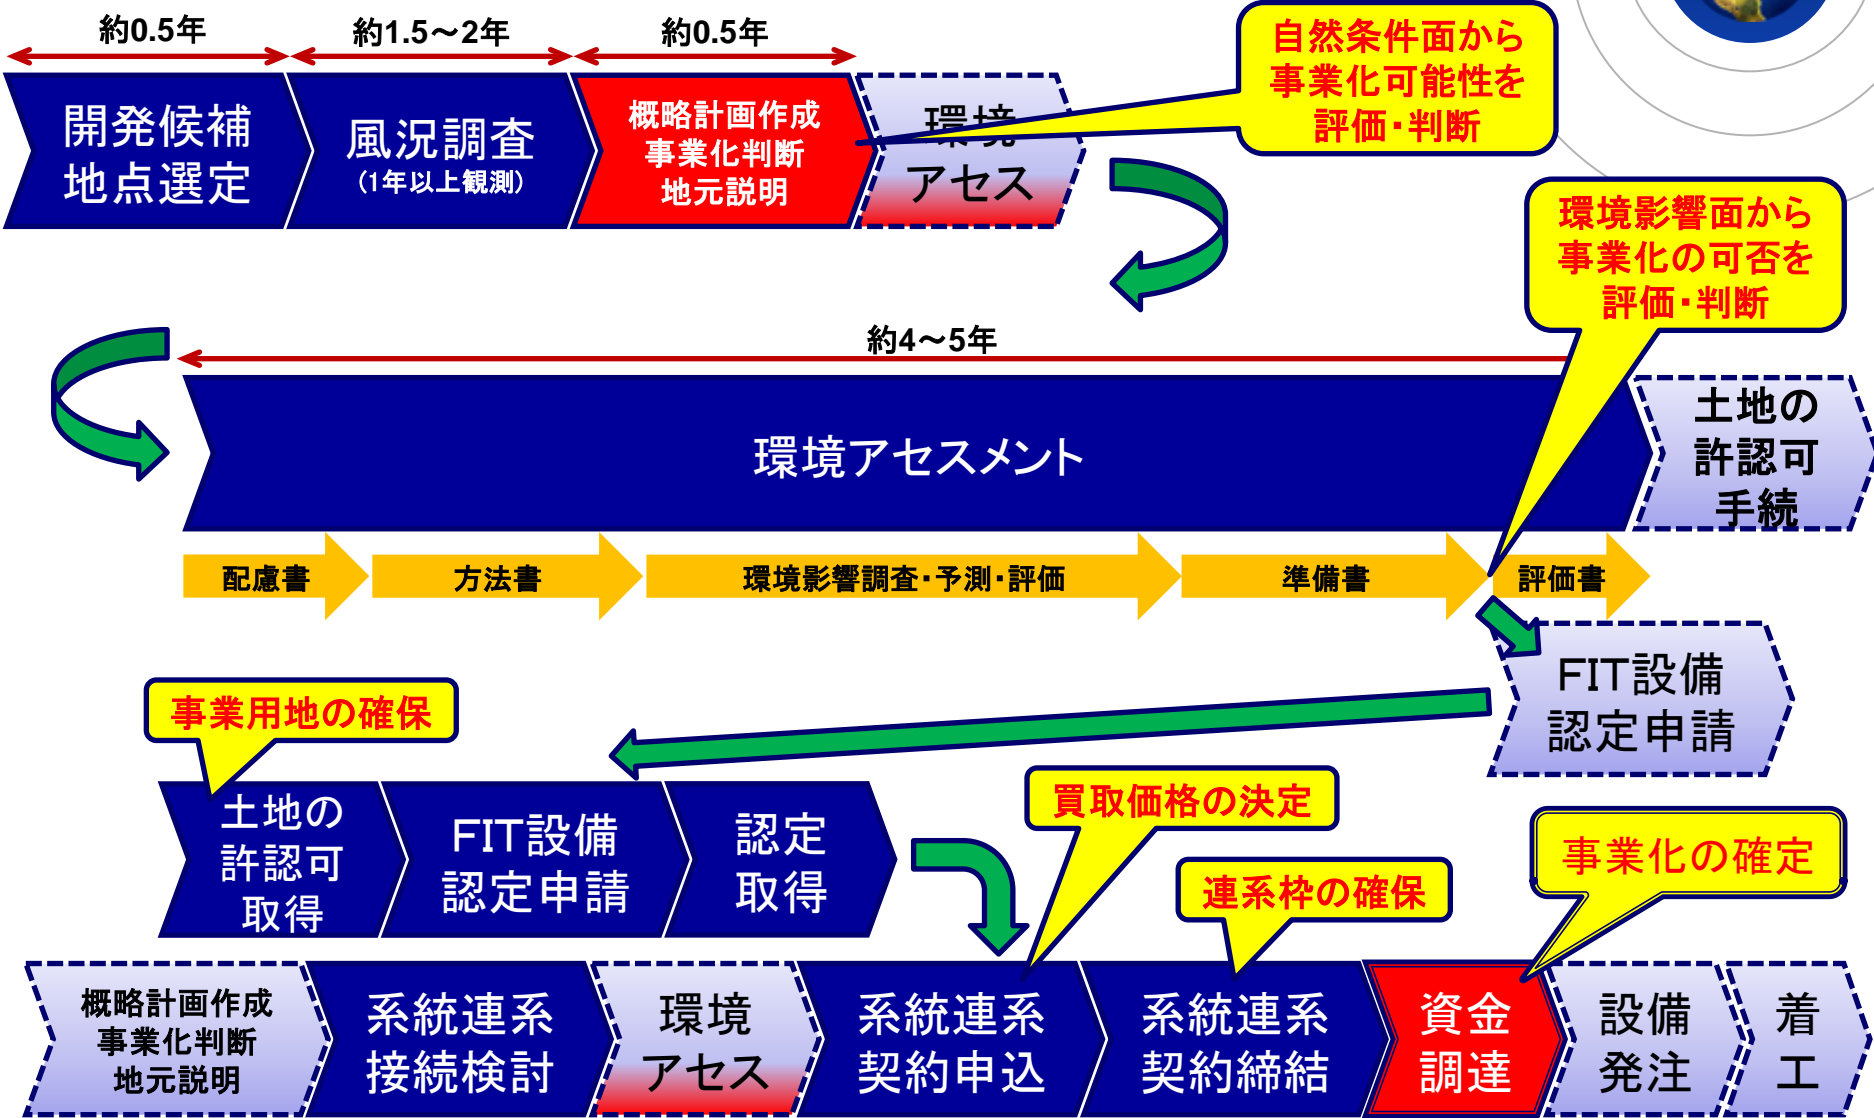 約0.5年
約1.5～2年
約0.5年
開発候補
地点選定
風況調査
(1年以上観測)
概略計画作成
事業化判断
地元説明
環境
アセス
自然条件面から
事業化可能性を
評価・判断
環境影響面から
事業化の可否を
評価・判断
約4～5年
環境アセスメント
土地の
許認可
手続
配慮書
方法書
環境影響調査・予測・評価
準備書
評価書
FIT設備
認定申請
事業用地の確保
土地の
許認可
取得
FIT設備
認定申請
認定
取得
買取価格の決定
連系枠の確保
事業化の確定
概略計画作成
事業化判断
地元説明
系統連系
接続検討
環境
アセス
系統連系
契約申込
系統連系
契約締結
資金
調達
設備
発注
着
工